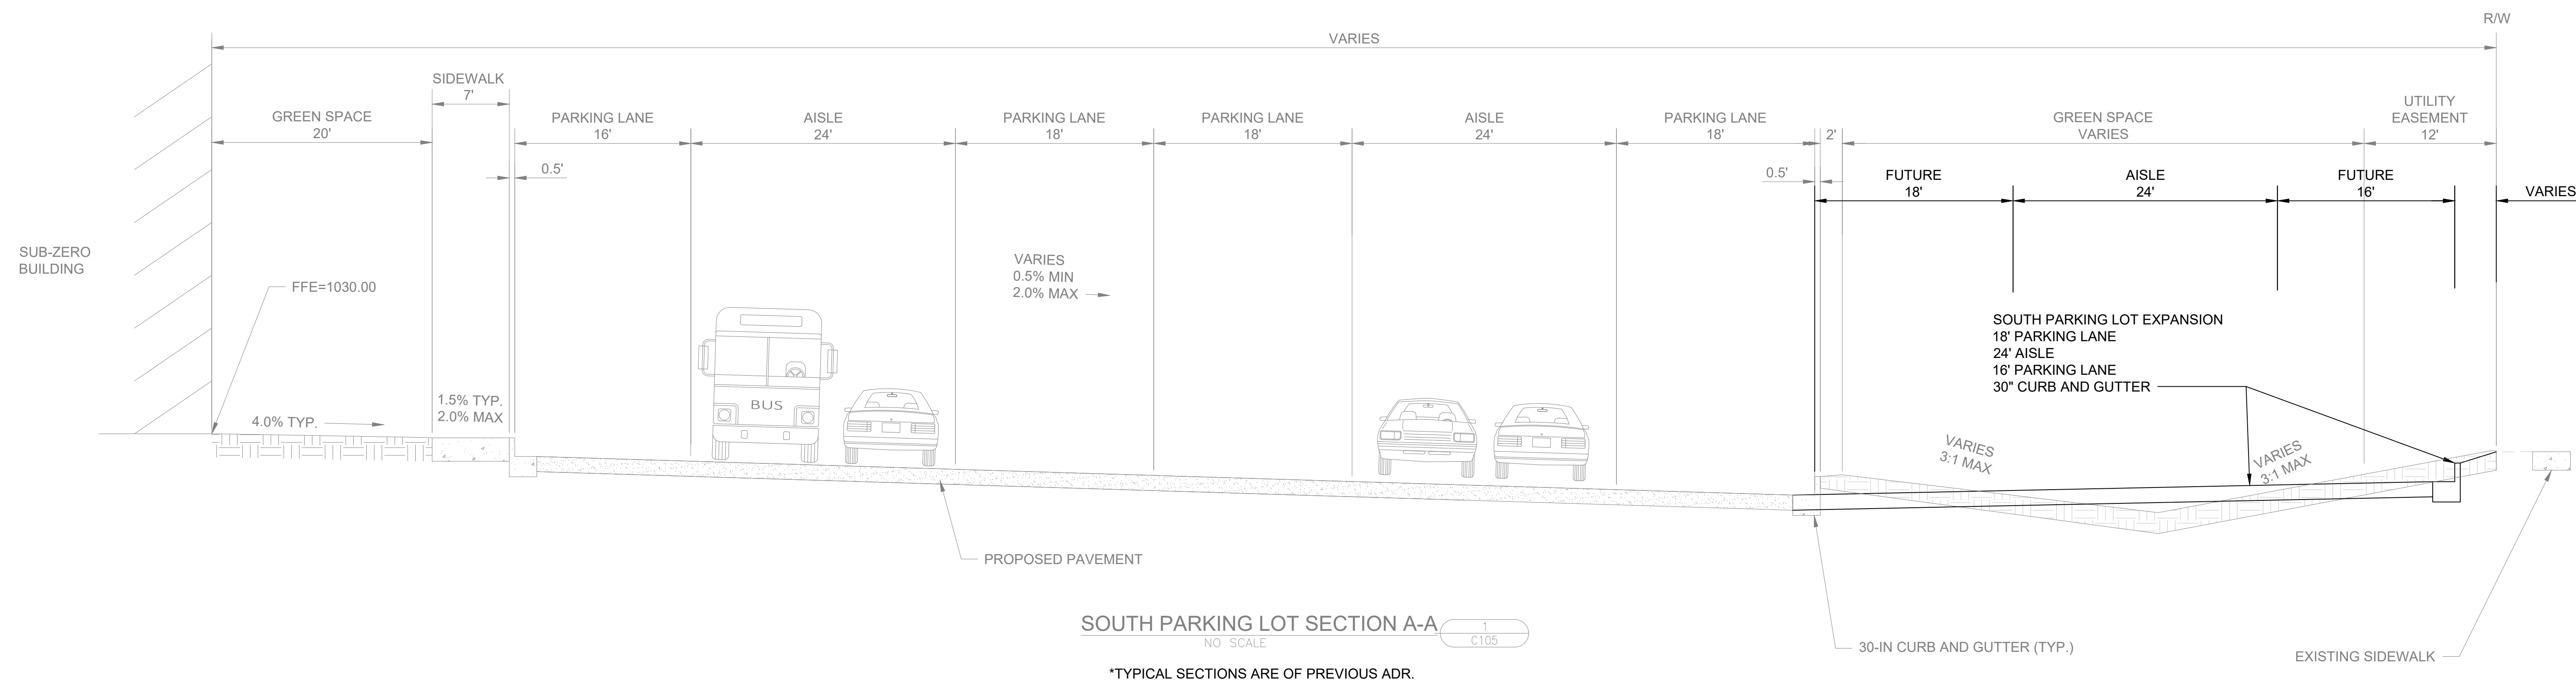 R/W
VARIES
SIDEWALK
7'
GREEN SPACE
20'
PARKING LANE
16'
AISLE
24'
PARKING LANE
18'
PARKING LANE
18'
AISLE
24'
PARKING LANE
18'
2'
GREEN SPACE
VARIES
UTILITY
EASEMENT
12'
0.5'
0.5'
FUTURE
18'
AISLE
24'
FUTURE
16'
VARIES
SUB-ZERO
BUILDING
FFE=1030.00
VARIES
0.5% MIN
2.0% MAX
SOUTH PARKING LOT EXPANSION
18' PARKING LANE
24' AISLE
16' PARKING LANE
30" CURB AND GUTTER
4.0% TYP.
1.5% TYP.
2.0% MAX
BUS
VARIES
3:1 MAX
VARIES
3:1 MAX
PROPOSED PAVEMENT
SOUTH PARKING LOT SECTION A-A
1
C105
NO SCALE
30-IN CURB AND GUTTER (TYP.)
EXISTING SIDEWALK
*TYPICAL SECTIONS ARE OF PREVIOUS ADR.